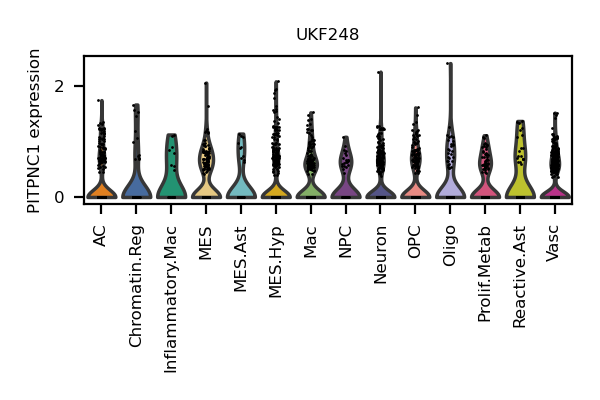 UKF248
PITPNC1 expression
2
0
AC
Chromatin.Reg
Inflammatory.Mac
MES
MES.Ast
MES.Hyp
Mac
NPC
Neuron
OPC
Oligo
Prolif.Metab
Reactive.Ast
Vasc